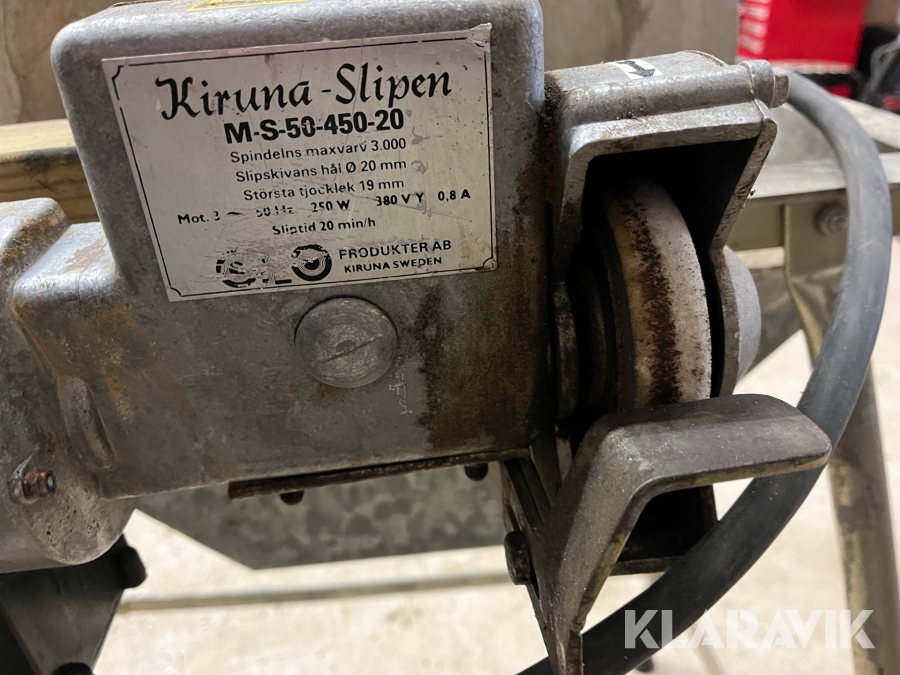 Kiruna-Slipen
M-S-50-450-20
Spindelns maxvarv 3.000
Slipskivans hål Ø 20 mm
Största tjocklek 19 mm
Mot. 3 ~ 50 Hz 250 W 380 V Y 0,8 A
Sliptid 20 min/h
PRODUKTER AB
KIRUNA SWEDEN
KLARAVIK